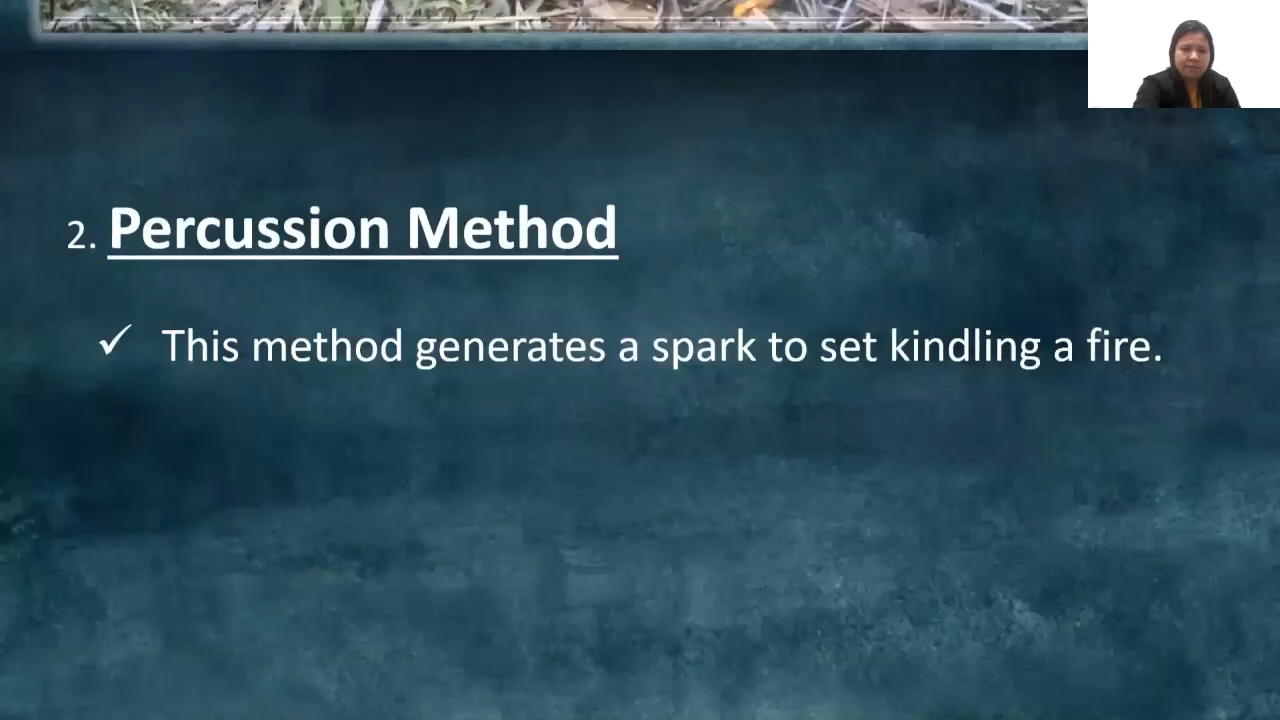 2. Percussion Method
✓ This method generates a spark to set kindling a fire.